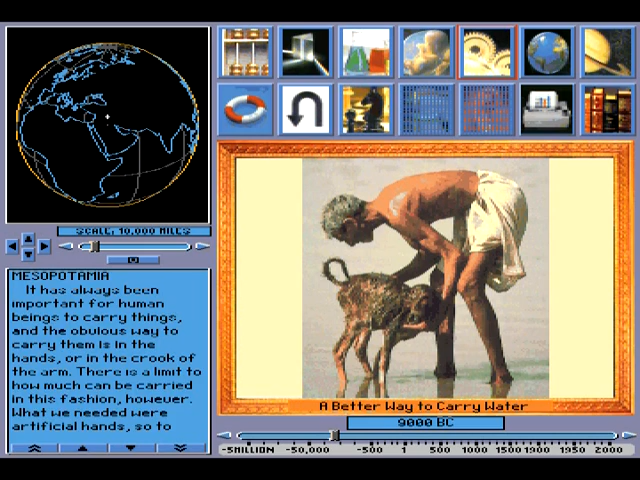 SCALE: 10,000 MILES
MESOPOTAMIA
It has always been
important for human
beings to carry things,
and the obvious way to
carry them is in the
hands, or in the crook of
the arm. There is a limit to
how much can be carried
in this fashion, however.
What we needed were
artificial hands, so to
A Better Way to Carry Water
9000 BC
-5MILLION -50,000 -500 1 500 1000 1500 1900 1950 2000